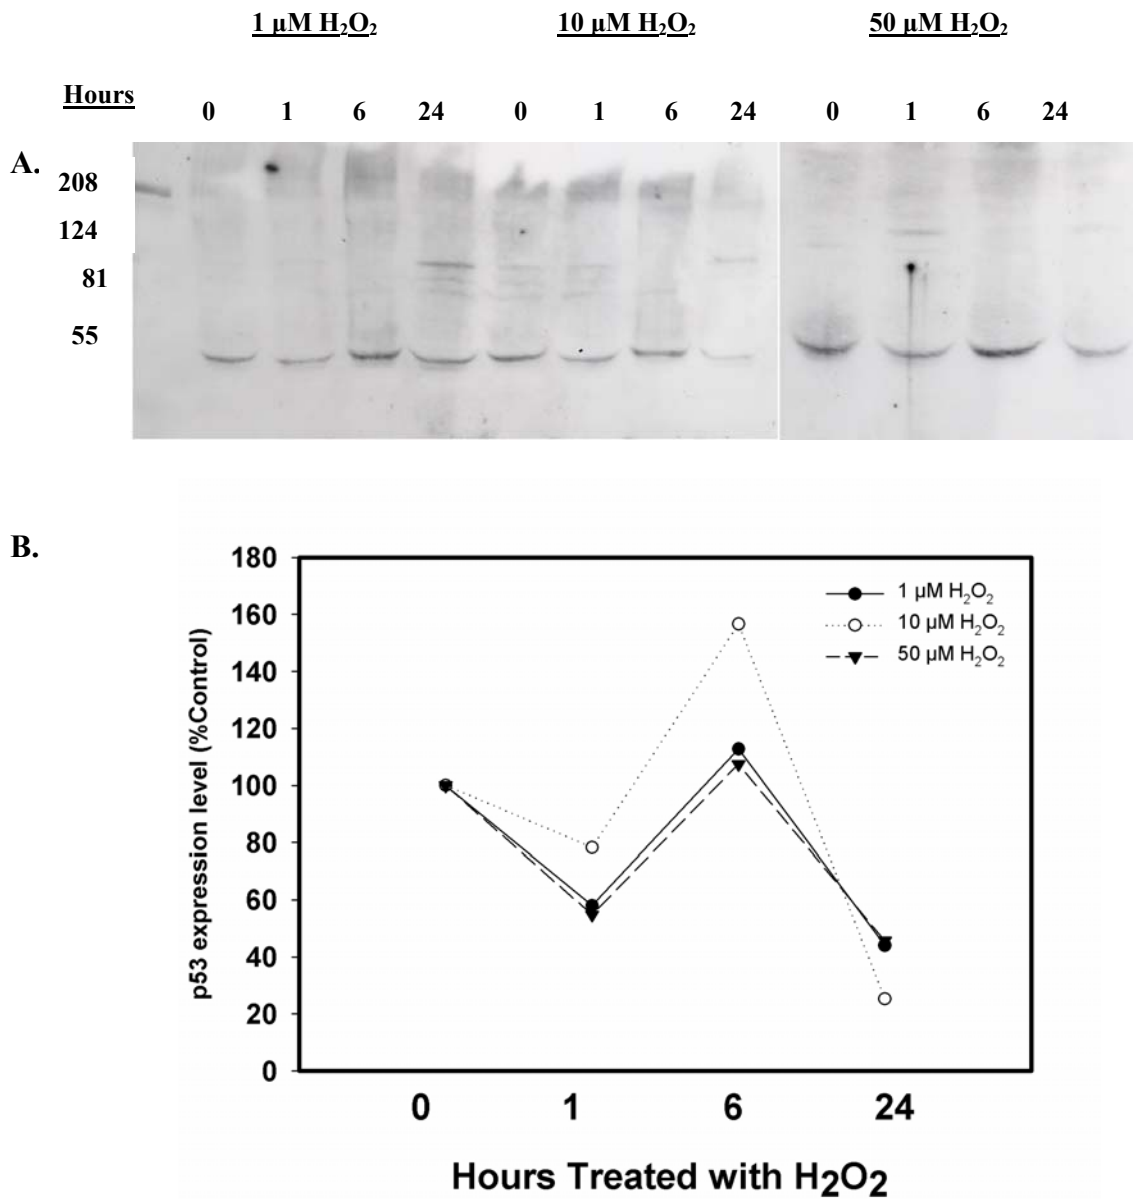 1 µM H₂O₂ 10 µM H₂O₂ 50 µM H₂O₂
Hours 0 1 6 24 0 1 6 24 0 1 6 24
A.
208
124
81
55
B.
180
160
140
120
100
80
60
40
20
0
p53 expression level (%Control)
1 µM H₂O₂
10 µM H₂O₂
50 µM H₂O₂
0 1 6 24
Hours Treated with H₂O₂